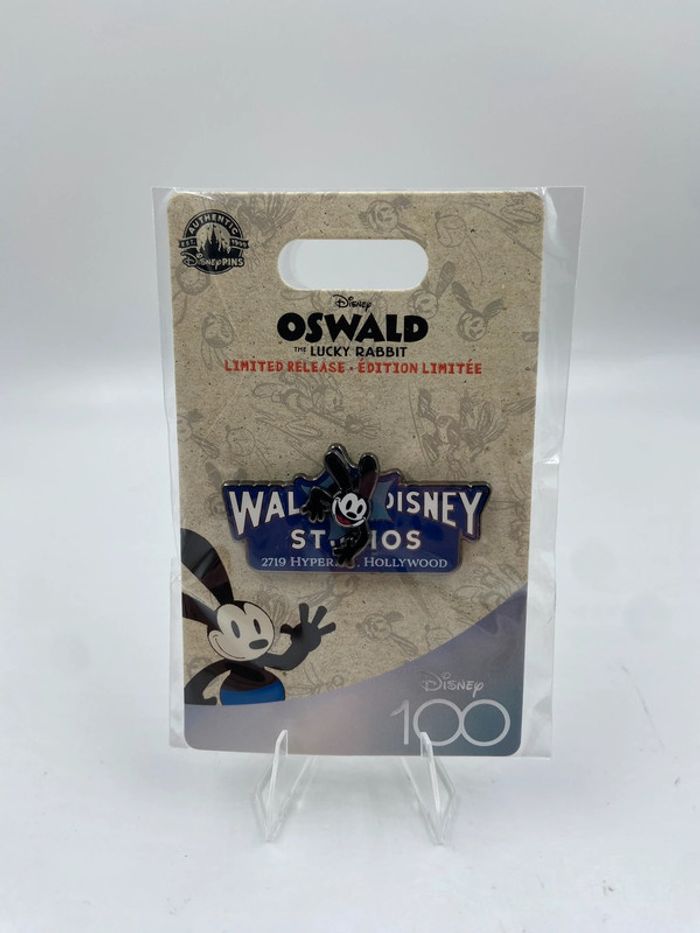 AUTHENTIC
EST. 1999
Disney PINS
Disney
OSWALD
THE LUCKY RABBIT
LIMITED RELEASE • ÉDITION LIMITÉE
WAL DISNEY
ST IOS
2719 HYPER , HOLLYWOOD
Disney
100